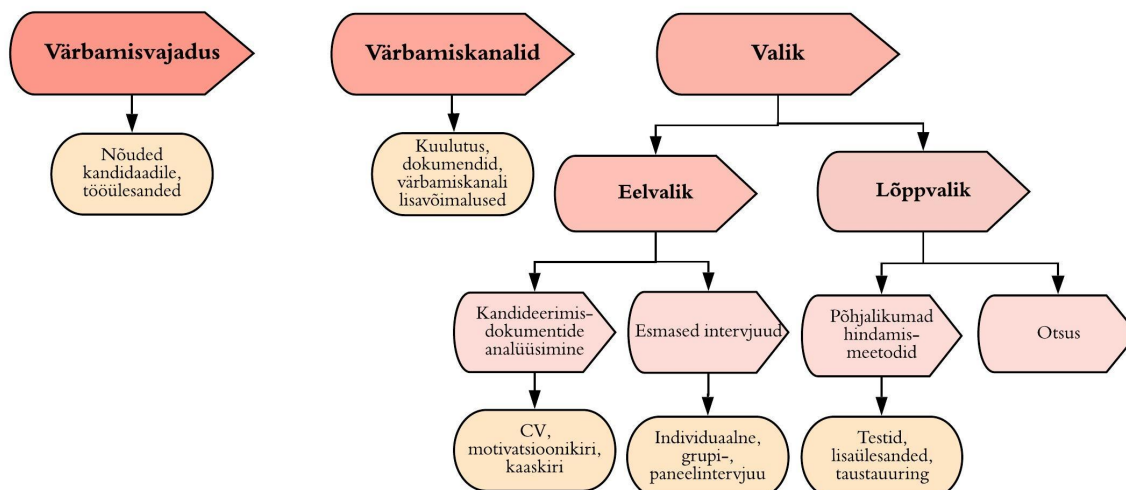 Värbamisvajadus
Värbamiskanalid
Valik
Nõuded
kandidaadile,
tööülesanded
Kuulutus,
dokumendid,
värbamiskanali
lisavõimalused
Eelvalik
Lõppvalik
Kandideerimis-
dokumentide
analüüsimine
Esmased intervjuud
Põhjalikumad
hindamis-
meetodid
Otsus
CV,
motivatsioonikiri,
kaaskiri
Individuaalne,
grupi-,
paneelintervjuu
Testid,
lisaülesanded,
taustauuring